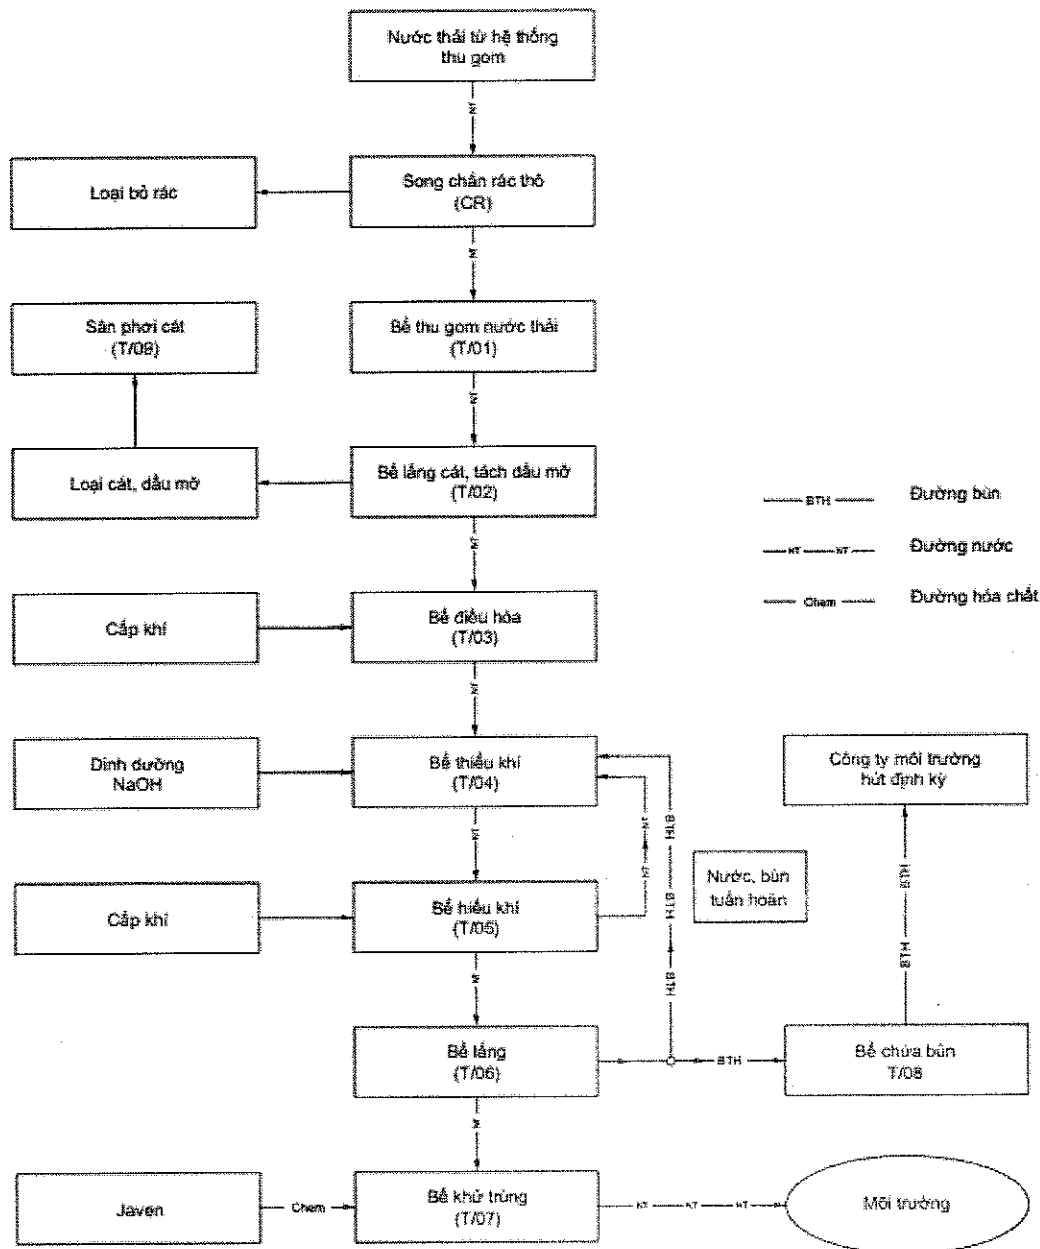 Nước thải từ hệ thống
thu gom
NT
Loại bỏ rác
Song chắn rác thô
(CR)
NT
Sân phơi cát
(T/09)
Bể thu gom nước thải
(T/01)
NT
Loại cát, dầu mỡ
Bể lắng cát, tách dầu mỡ
(T/02)
BTH
Đường bùn
NT
NT NT
Đường nước
Chem
Đường hóa chất
Cấp khí
Bể điều hòa
(T/03)
NT
Dinh dưỡng
NaOH
Bể thiếu khí
(T/04)
Công ty môi trường
hút định kỳ
NT
NT
NT
BTH
BTH
BTH
Nước, bùn
tuần hoàn
BTH
BTH
Cấp khí
Bể hiếu khí
(T/05)
NT
Bể lắng
(T/06)
BTH
Bể chứa bùn
T/08
NT
Javen
Chem
Bể khử trùng
(T/07)
NT NT NT
Môi trường